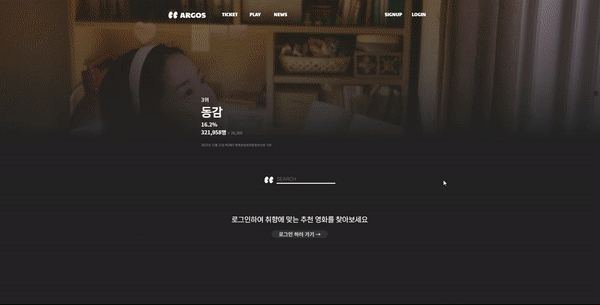 ARGOS
TICKET
PLAY
NEWS
SIGNUP
LOGIN
3위
동감
16.2%
321,958명
SEARCH
로그인하여 취향에 맞는 추천 영화를 찾아보세요
로그인 하러 가기 →